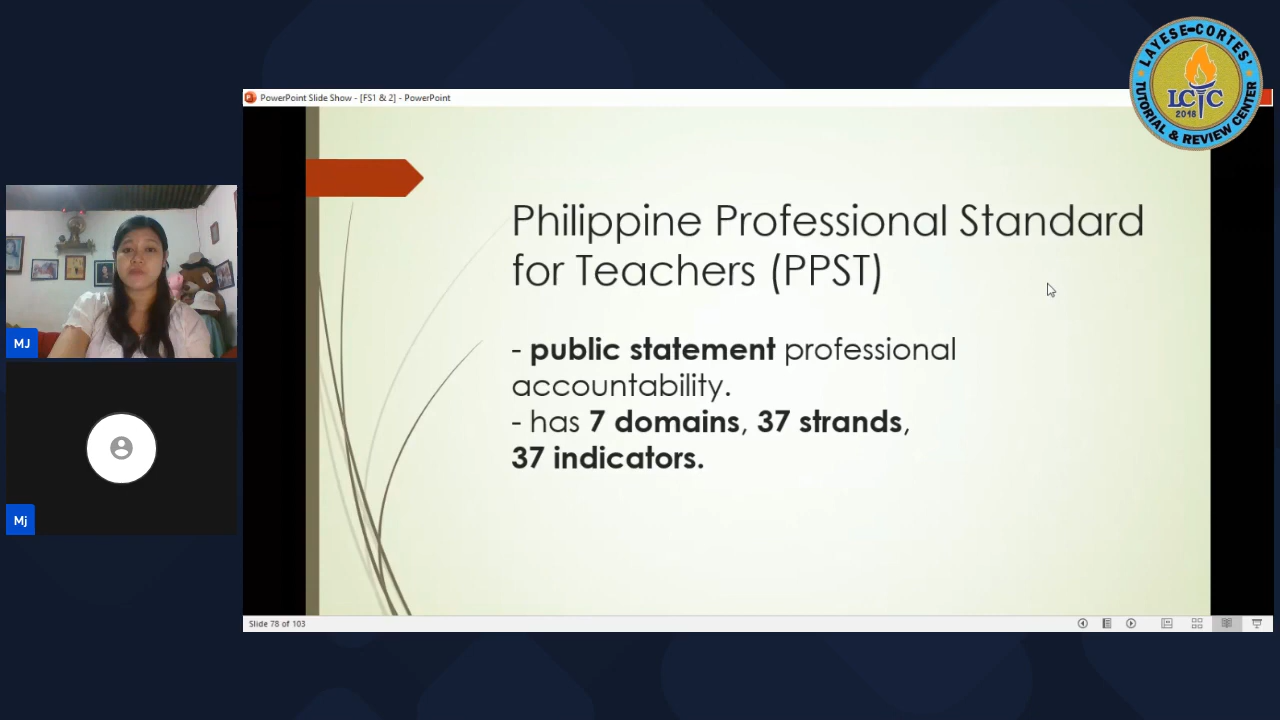 LAYESE-CORTES'
LCTC
2018
TUTORIAL & REVIEW CENTER
PowerPoint Slide Show - [FS1 & 2] - PowerPoint
Philippine Professional Standard
for Teachers (PPST)
- public statement professional
accountability.
- has 7 domains, 37 strands,
37 indicators.
MJ
Mj
Slide 78 of 103